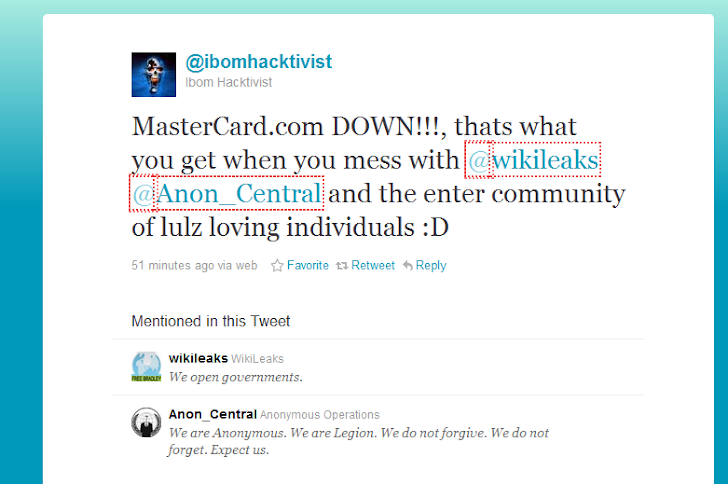 @ibomhacktivist
Ibom Hacktivist
MasterCard.com DOWN!!!, thats what
you get when you mess with @wikileaks
@Anon_Central and the enter community
of lulz loving individuals :D
51 minutes ago via web Favorite Retweet Reply
Mentioned in this Tweet
wikileaks WikiLeaks
FREE BRADLEY
We open governments.
Anon_Central Anonymous Operations
We are Anonymous. We are Legion. We do not forgive. We do not
forget. Expect us.